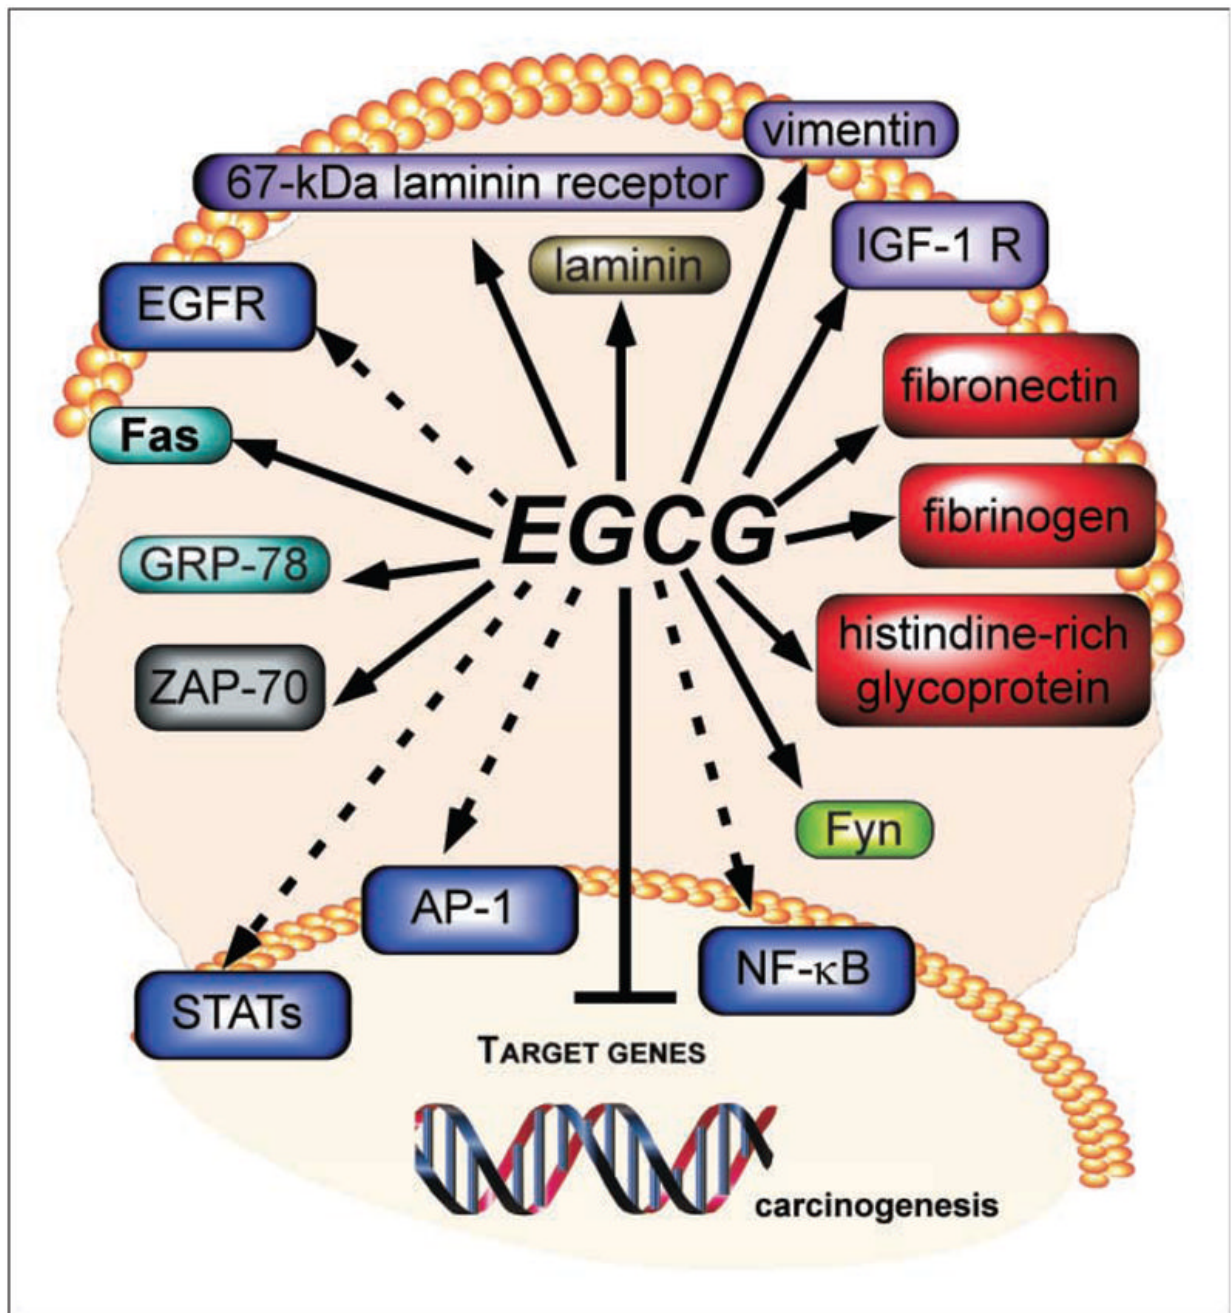 vimentin
67-kDa laminin receptor
IGF-1 R
laminin
EGFR
fibronectin
Fas
EGCG
fibrinogen
GRP-78
histindine-rich
glycoprotein
ZAP-70
Fyn
AP-1
NF-κB
STATs
TARGET GENES
carcinogenesis